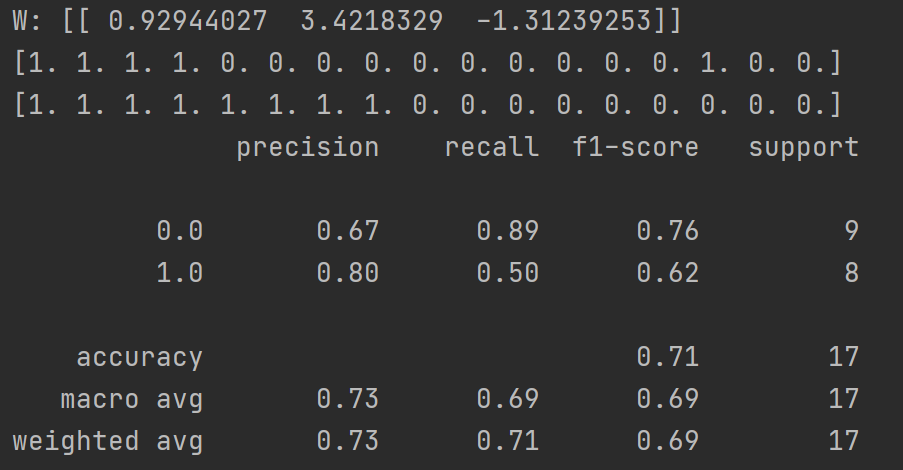 W: [[ 0.92944027  3.4218329  -1.31239253]]
[1. 1. 1. 1. 0. 0. 0. 0. 0. 0. 0. 0. 0. 0. 1. 0. 0.]
[1. 1. 1. 1. 1. 1. 1. 1. 0. 0. 0. 0. 0. 0. 0. 0. 0.]
              precision    recall  f1-score   support
         0.0       0.67      0.89      0.76         9
         1.0       0.80      0.50      0.62         8
    accuracy                           0.71        17
   macro avg       0.73      0.69      0.69        17
weighted avg       0.73      0.71      0.69        17